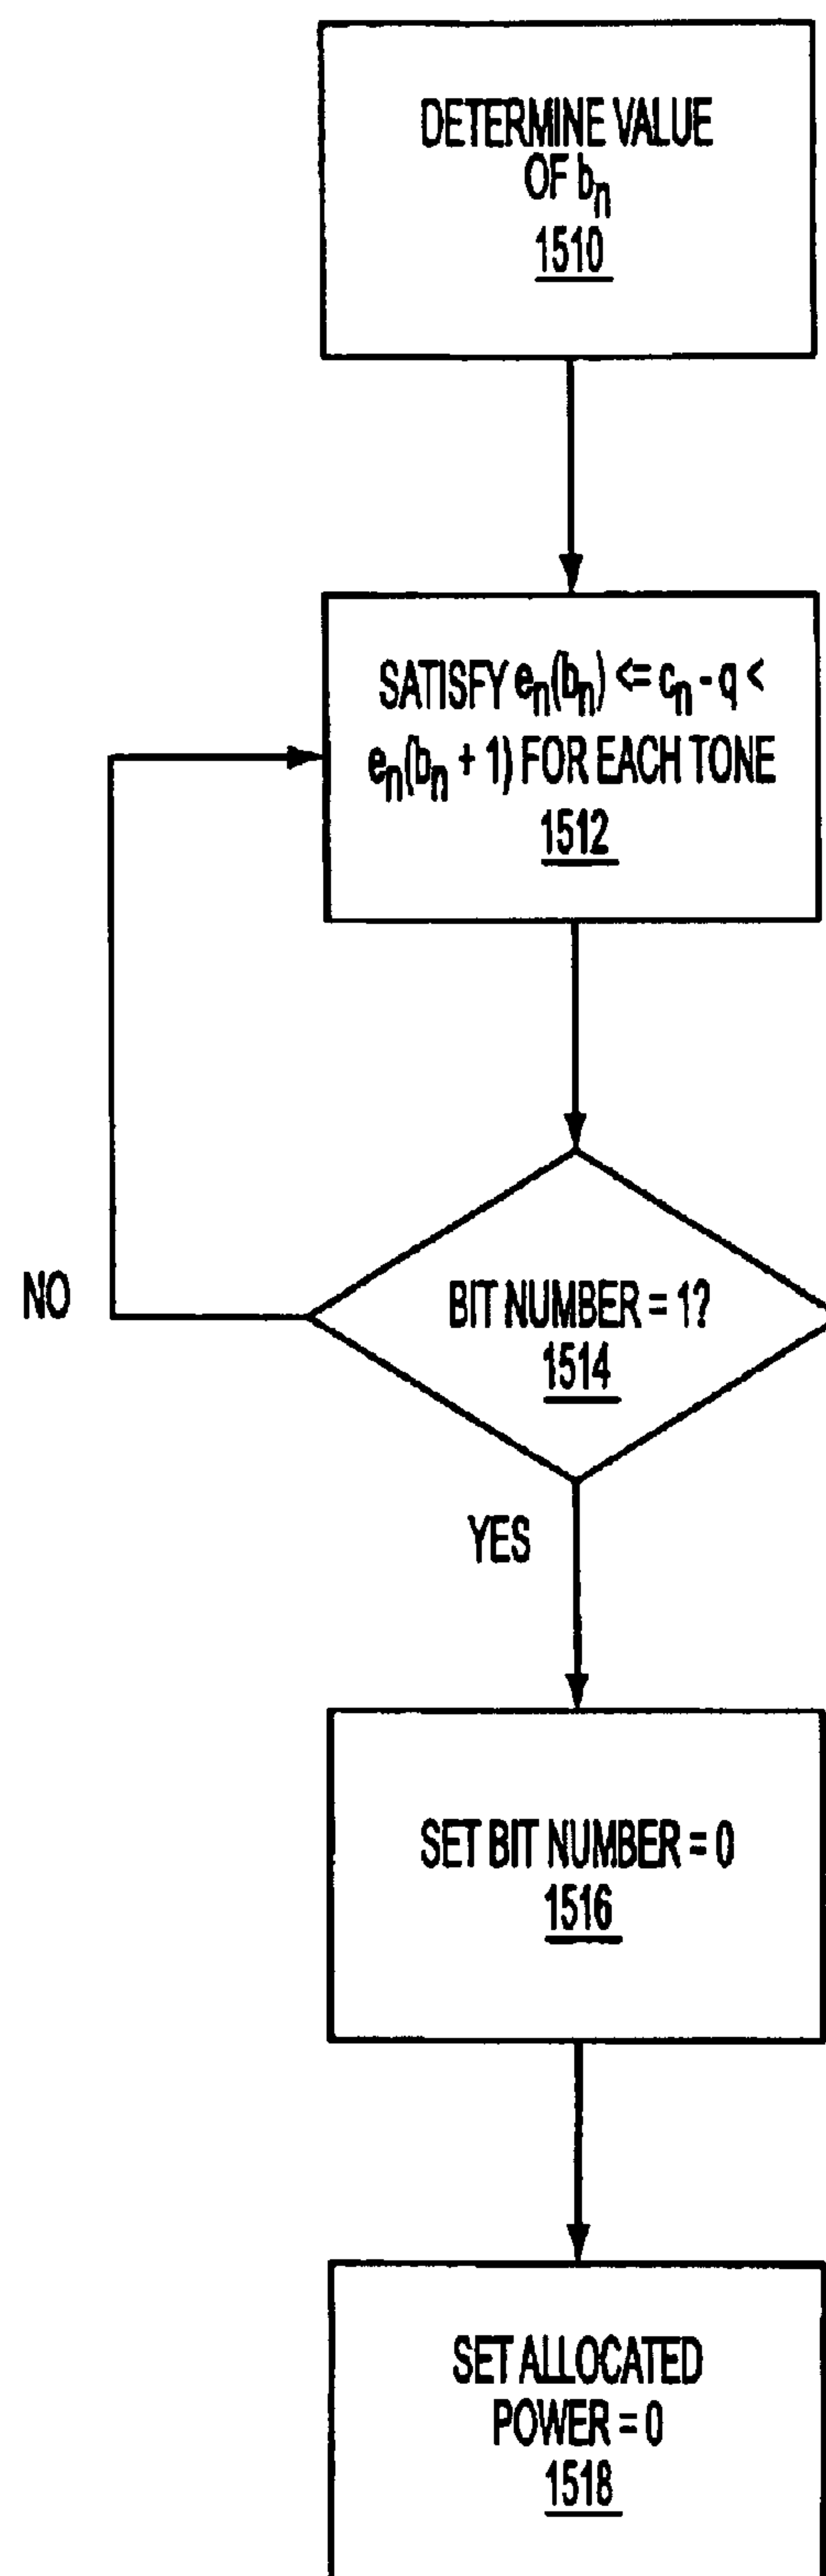 DETERMINE VALUE
OF bn
1510
SATISFY en(bn) <= cn - q <
en(bn + 1) FOR EACH TONE
1512
NO
BIT NUMBER = 1?
1514
YES
SET BIT NUMBER = 0
1516
SET ALLOCATED
POWER = 0
1518